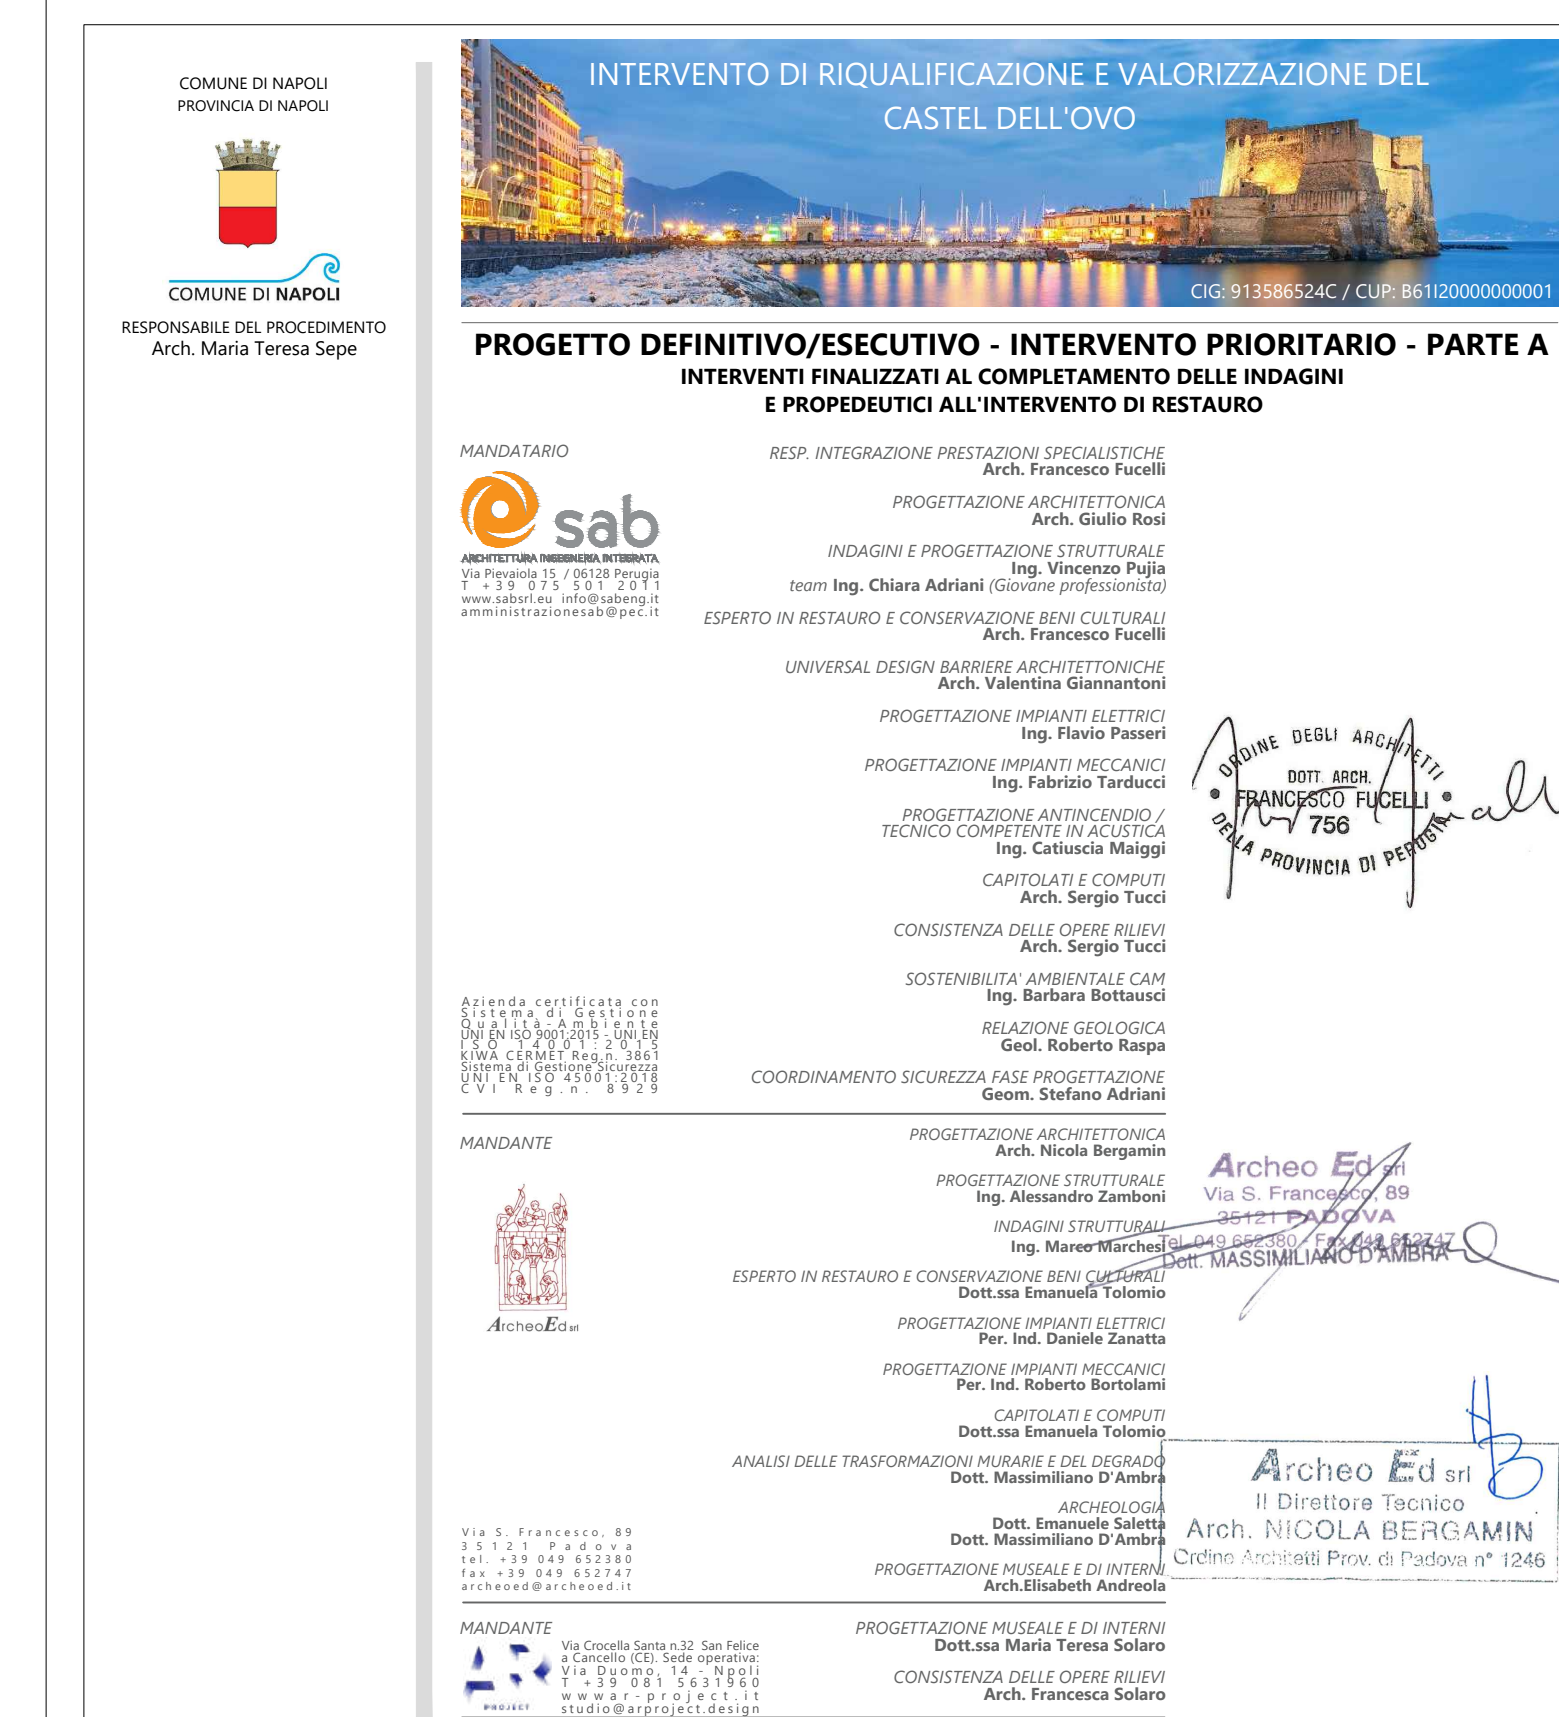 COMUNE DI NAPOLI
PROVINCIA DI NAPOLI
COMUNE DI NAPOLI
RESPONSABILE DEL PROCEDIMENTO
Arch. Maria Teresa Sepe
INTERVENTO DI RIQUALIFICAZIONE E VALORIZZAZIONE DEL
CASTEL DELL'OVO
CIG: 913586524C / CUP: B61I20000000001
PROGETTO DEFINITIVO/ESECUTIVO - INTERVENTO PRIORITARIO - PARTE A
INTERVENTI FINALIZZATI AL COMPLETAMENTO DELLE INDAGINI
E PROPEDEUTICI ALL'INTERVENTO DI RESTAURO
MANDATARIO
sab
ARCHITETTURA INGEGNERIA INTEGRATA
Via Pievaiola 15 / 06128 Perugia
T +39 075 501 2011
www.sabsrl.eu info@sabeng.it
amministrazionesab@pec.it
RESP. INTEGRAZIONE PRESTAZIONI SPECIALISTICHE
Arch. Francesco Fucelli
PROGETTAZIONE ARCHITETTONICA
Arch. Giulio Rosi
INDAGINI E PROGETTAZIONE STRUTTURALE
Ing. Vincenzo Pujia
team Ing. Chiara Adriani (Giovane professionista)
ESPERTO IN RESTAURO E CONSERVAZIONE BENI CULTURALI
Arch. Francesco Fucelli
UNIVERSAL DESIGN BARRIERE ARCHITETTONICHE
Arch. Valentina Giannantoni
PROGETTAZIONE IMPIANTI ELETTRICI
Ing. Flavio Passeri
PROGETTAZIONE IMPIANTI MECCANICI
Ing. Fabrizio Tarducci
PROGETTAZIONE ANTINCENDIO /
TECNICO COMPETENTE IN ACUSTICA
Ing. Catiuscia Maiggi
CAPITOLATI E COMPUTI
Arch. Sergio Tucci
CONSISTENZA DELLE OPERE RILIEVI
Arch. Sergio Tucci
SOSTENIBILITA' AMBIENTALE CAM
Ing. Barbara Bottausci
RELAZIONE GEOLOGICA
Geol. Roberto Raspa
COORDINAMENTO SICUREZZA FASE PROGETTAZIONE
Geom. Stefano Adriani
ORDINE DEGLI ARCHITETTI
DOTT. ARCH.
FRANCESCO FUCELLI
756
DELLA PROVINCIA DI PERUGIA
Azienda certificata con
Sistema di Gestione
Qualità-Ambiente
UNI EN ISO 9001:2015 - UNI EN
ISO 14001:2015
KIWA CERMET Reg.n. 3861
Sistema di Gestione Sicurezza
UNI EN ISO 45001:2018
CVI Reg.n. 8929
MANDANTE
ArcheoEd srl
PROGETTAZIONE ARCHITETTONICA
Arch. Nicola Bergamin
PROGETTAZIONE STRUTTURALE
Ing. Alessandro Zamboni
INDAGINI STRUTTURALI
Ing. Marco Marchesi
ESPERTO IN RESTAURO E CONSERVAZIONE BENI CULTURALI
Dott.ssa Emanuela Tolomio
PROGETTAZIONE IMPIANTI ELETTRICI
Per. Ind. Daniele Zanatta
PROGETTAZIONE IMPIANTI MECCANICI
Per. Ind. Roberto Bortolami
CAPITOLATI E COMPUTI
Dott.ssa Emanuela Tolomio
ANALISI DELLE TRASFORMAZIONI MURARIE E DEL DEGRADO
Dott. Massimiliano D'Ambra
ARCHEOLOGIA
Dott. Emanuele Saletta
Dott. Massimiliano D'Ambra
PROGETTAZIONE MUSEALE E DI INTERNI
Arch.Elisabeth Andreola
Archeo Ed srl
Via S. Francesco, 89
35121 PADOVA
Tel. 049 652380 - Fax 049 652747
Dott. MASSIMILIANO D'AMBRA
Archeo Ed srl
Il Direttore Tecnico
Arch. NICOLA BERGAMIN
Ordine Architetti Prov. di Padova n° 1246
Via S. Francesco, 89
35121 Padova
tel. +39 049 652380
fax +39 049 652747
archeoed@archeoed.it
MANDANTE
AR
PROJECT
Via Crocella Santa n.32 San Felice
a Cancello (CE). Sede operativa:
Via Duomo, 14 - Npoli
T +39 081 5631960
wwwar-project.it
studio@arproject.design
PROGETTAZIONE MUSEALE E DI INTERNI
Dott.ssa Maria Teresa Solaro
CONSISTENZA DELLE OPERE RILIEVI
Arch. Francesca Solaro